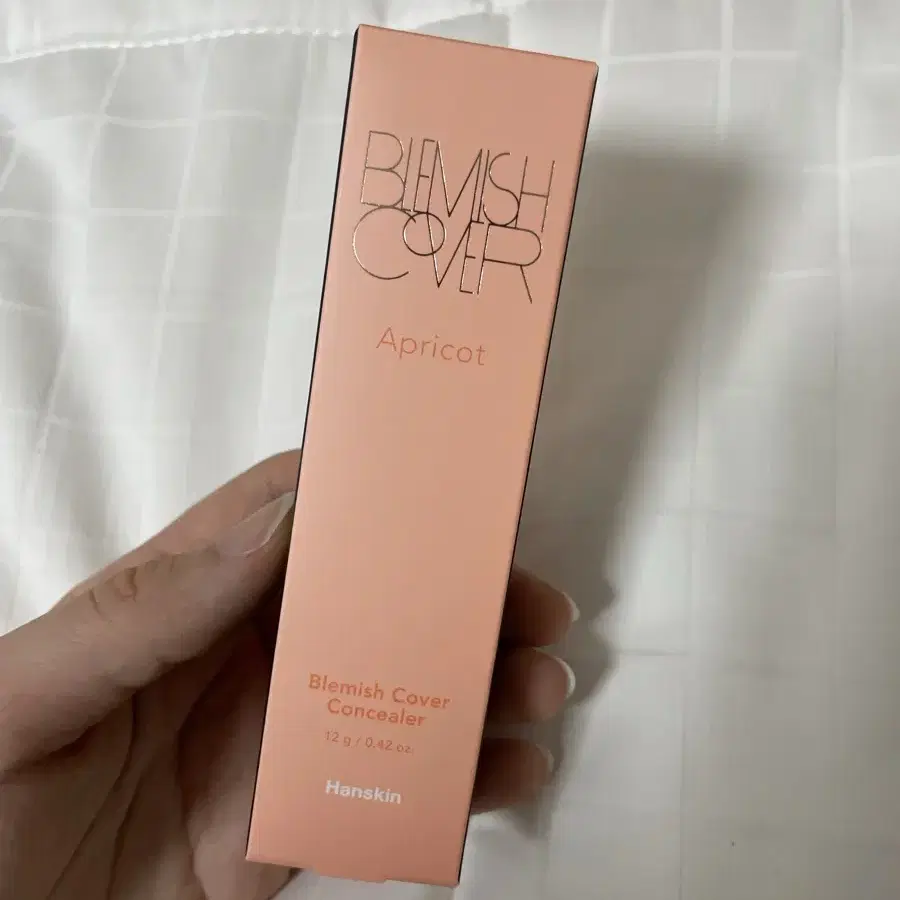 BLEMISH
COVER
Apricot
Blemish Cover
Concealer
12 g / 0.42 oz.
Hanskin